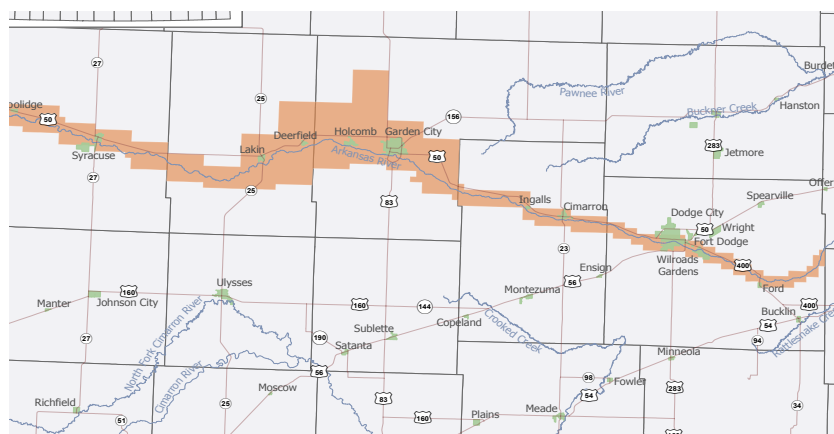 27
Burdet
Pawnee River
25
Hanston
Buckner Creek
156
oolidge
50
Deerfield
Holcomb
Garden City
283
Jetmore
Syracuse
Lakin
Arkansas River
50
27
25
83
Offer
Spearville
Ingalls
Cimarron
Dodge City
50
Wright
Fort Dodge
23
Wilroads
Gardens
400
Ensign
56
Ulysses
160
Johnson City
Montezuma
Ford
Manter
160
144
400
Bucklin
Copeland
Crooked Creek
54
North Fork Cimarron River
27
190
Sublette
94
Rattlesnake Cree
Satanta
Minneola
Cimarron River
56
98
Fowler
283
Moscow
54
25
83
34
Richfield
51
160
Plains
Meade